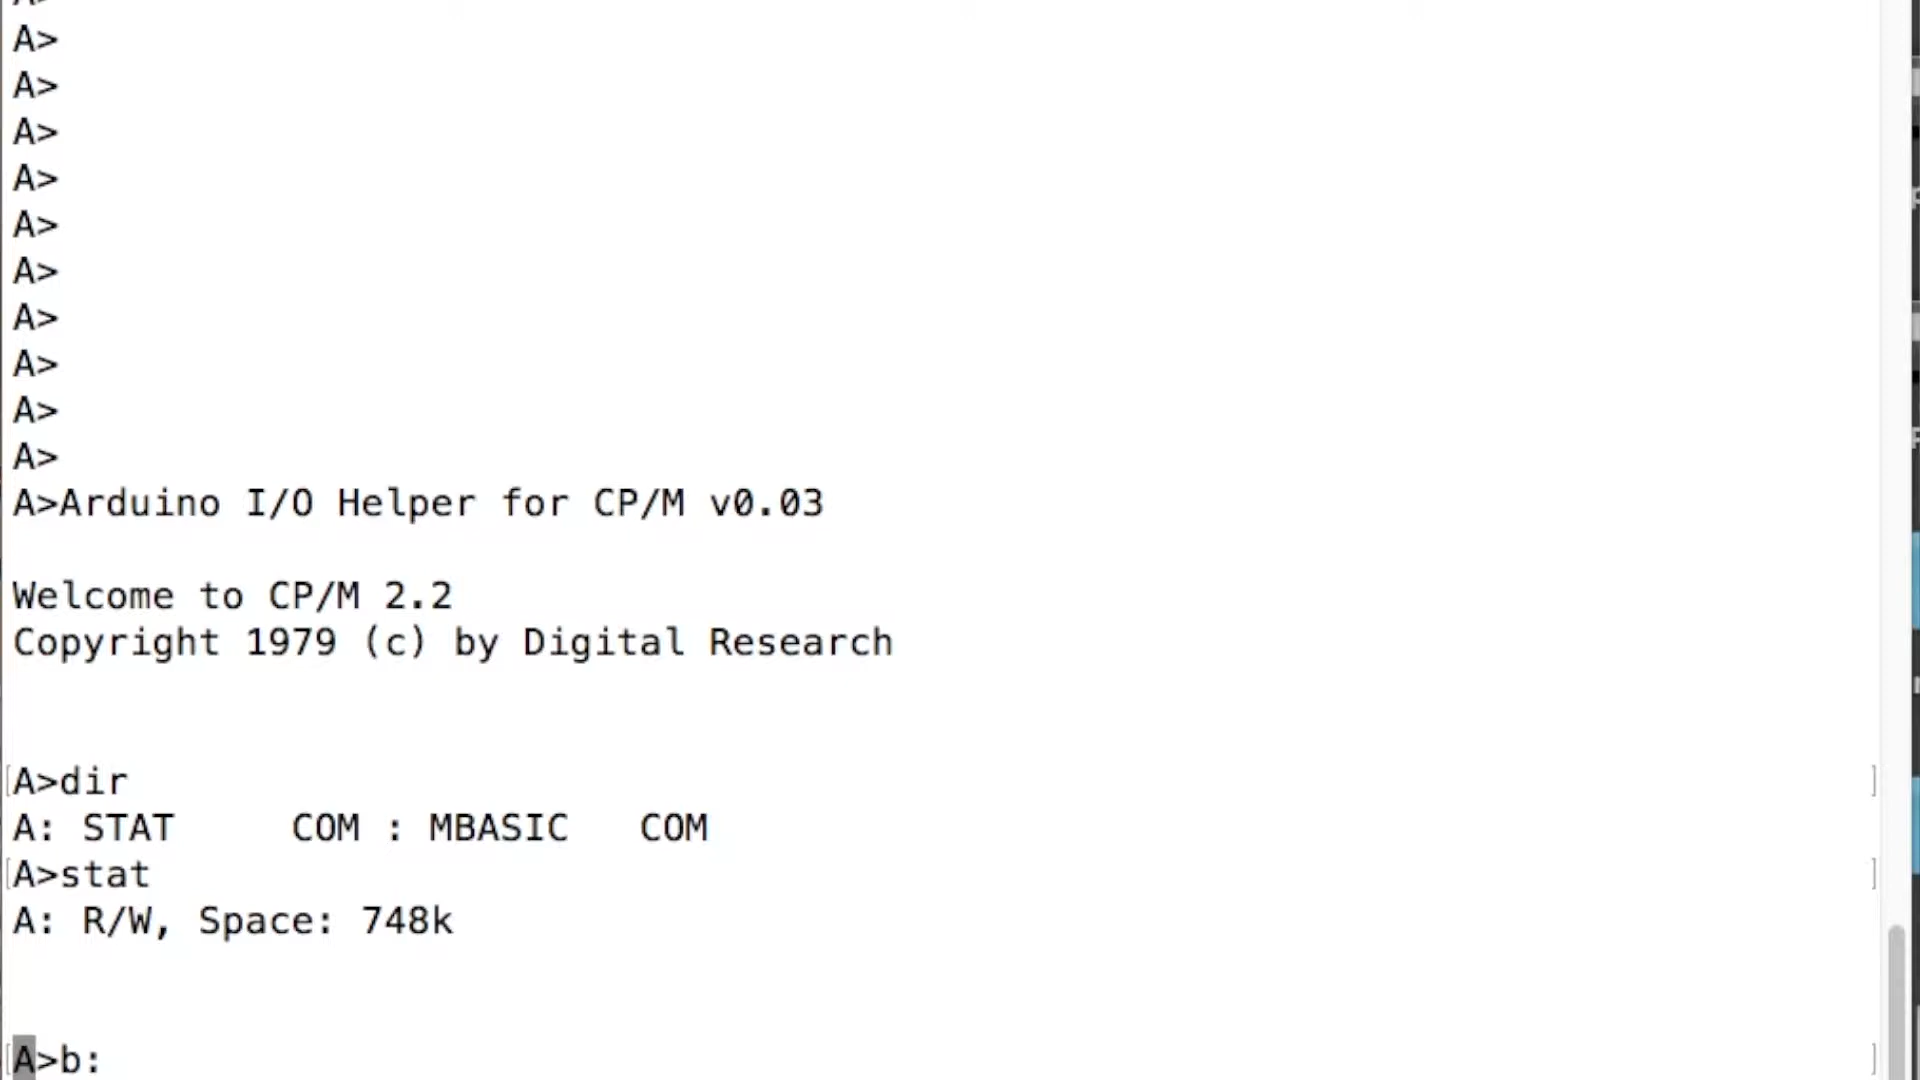 A>
A>
A>
A>
A>
A>
A>
A>
A>
A>
A>Arduino I/O Helper for CP/M v0.03
Welcome to CP/M 2.2
Copyright 1979 (c) by Digital Research
[A>dir ]
A: STAT     COM : MBASIC   COM
[A>stat ]
A: R/W, Space: 748k
[A>b: ]